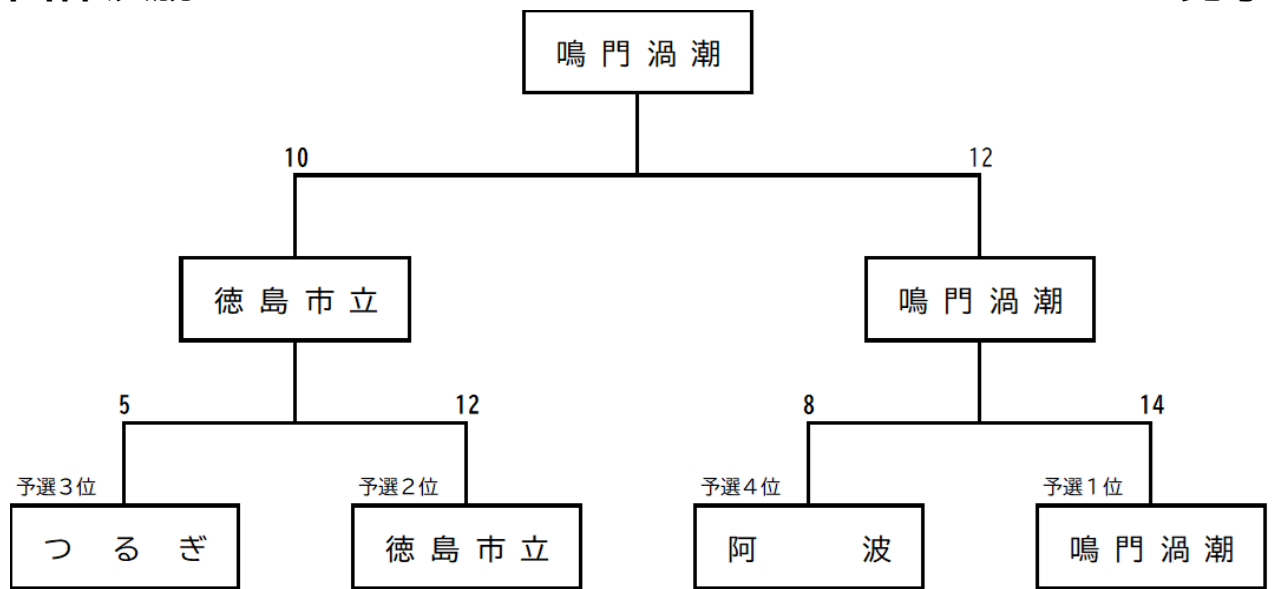 鳴門渦潮
10 12
徳島市立 鳴門渦潮
5 12 8 14
予選3位 予選2位 予選4位 予選1位
つるぎ 徳島市立 阿波 鳴門渦潮